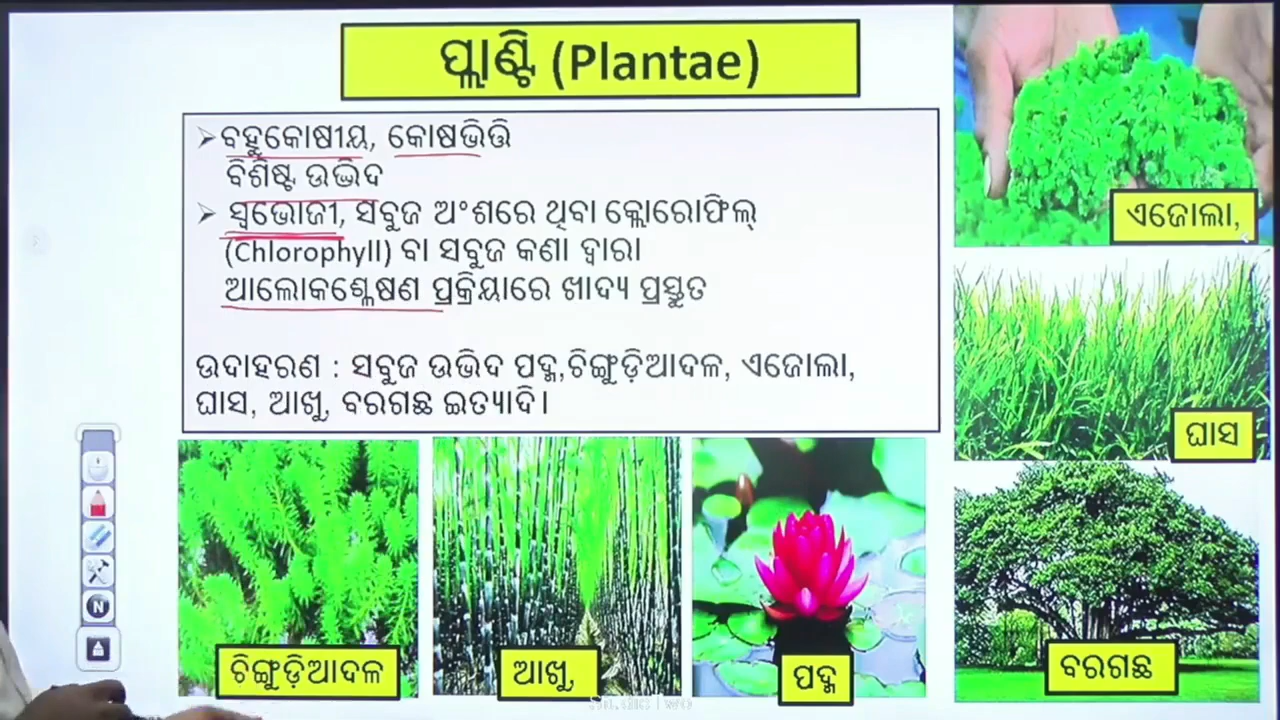 ପ୍ଲାଣ୍ଟି (Plantae)
➢ବହୁକୋଷୀୟ, କୋଷଭିତ୍ତି
ବିଶିଷ୍ଟ ଉଦ୍ଭିଦ
➢ ସ୍ୱଭୋଜୀ, ସବୁଜ ଅଂଶରେ ଥିବା କ୍ଲୋରୋଫିଲ୍
(Chlorophyll) ବା ସବୁଜ କଣା ଦ୍ୱାରା
ଆଲୋକଶ୍ଳେଷଣ ପ୍ରକ୍ରିୟାରେ ଖାଦ୍ୟ ପ୍ରସ୍ତୁତ
ଉଦାହରଣ : ସବୁଜ ଉଭିଦ ପଦ୍ମ,ଚିଙ୍ଗୁଡ଼ିଆଦଳ, ଏଜୋଲା,
ଘାସ, ଆଖୁ, ବରଗଛ ଇତ୍ୟାଦି।
ଏଜୋଲା,
ଘାସ
ବରଗଛ
ଚିଙ୍ଗୁଡ଼ିଆଦଳ
ଆଖୁ,
ପଦ୍ମ
N